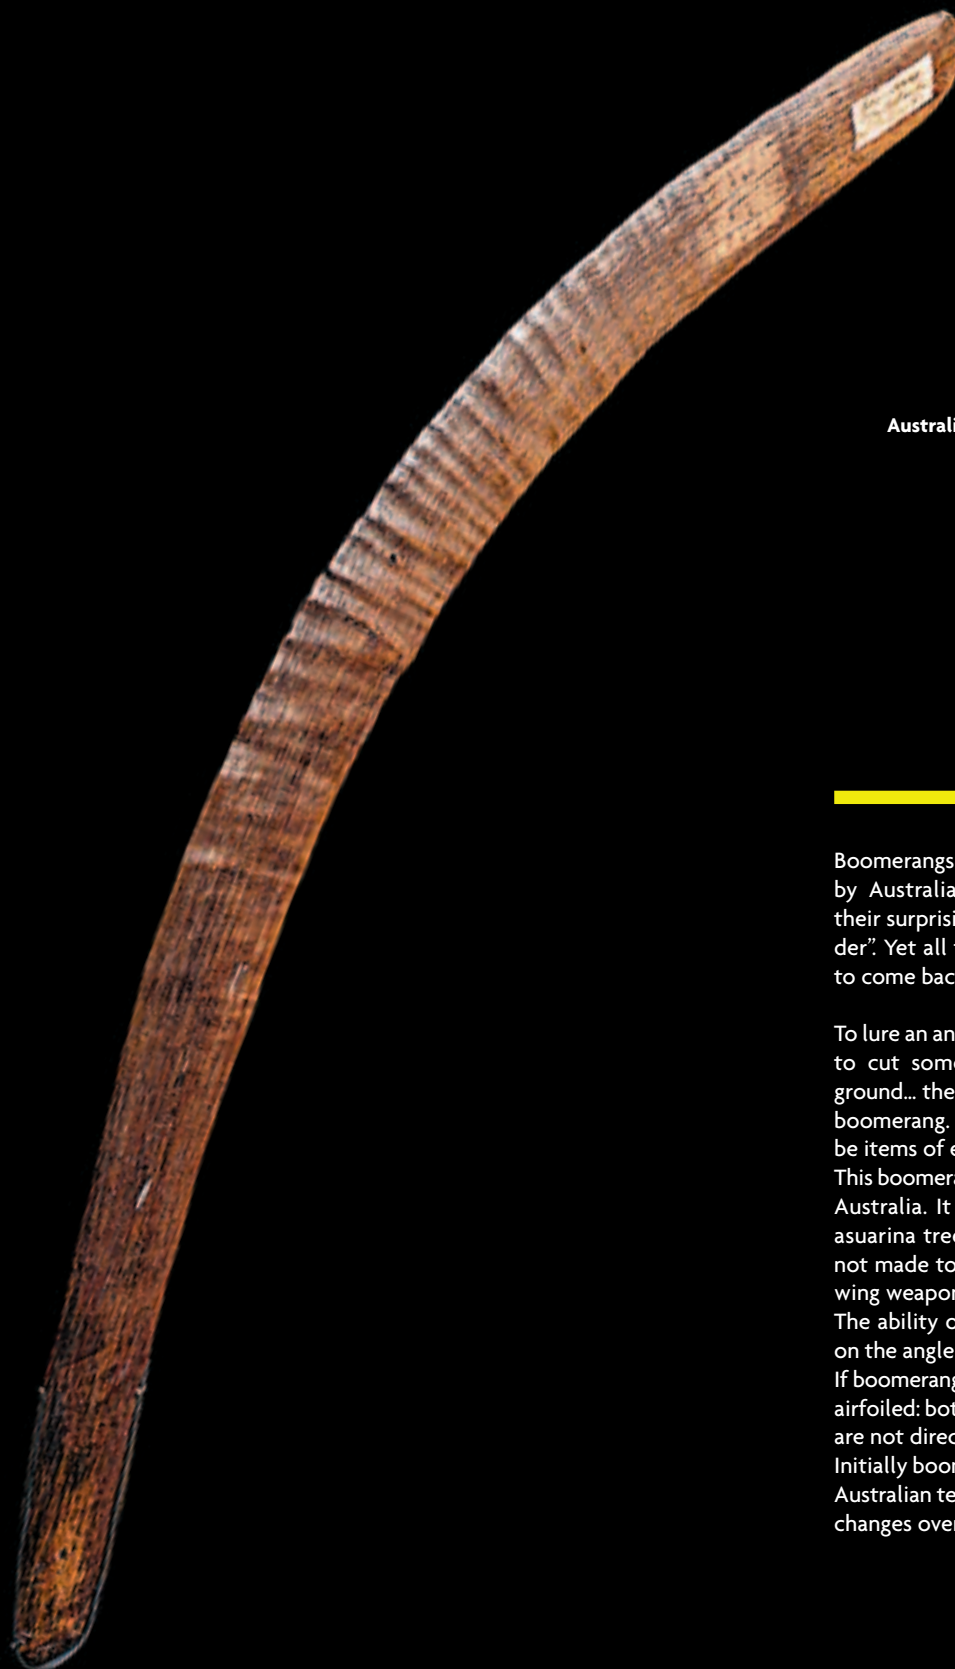 Australi
Boomerangs
by Australia
their surprisi
der”. Yet all
to come bac
To lure an an
to cut some
ground... the
boomerang.
be items of e
This boomera
Australia. It
asuarina tree
not made to
wing weapon
The ability o
on the angle
If boomerang
airfoiled: bot
are not direc
Initially boor
Australian te
changes over